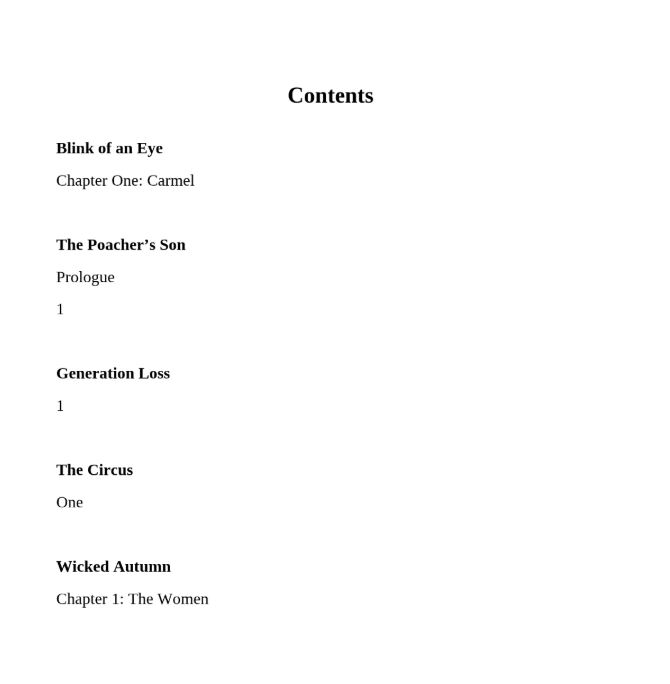 Contents
Blink of an Eye
Chapter One: Carmel
The Poacher’s Son
Prologue
1
Generation Loss
1
The Circus
One
Wicked Autumn
Chapter 1: The Women